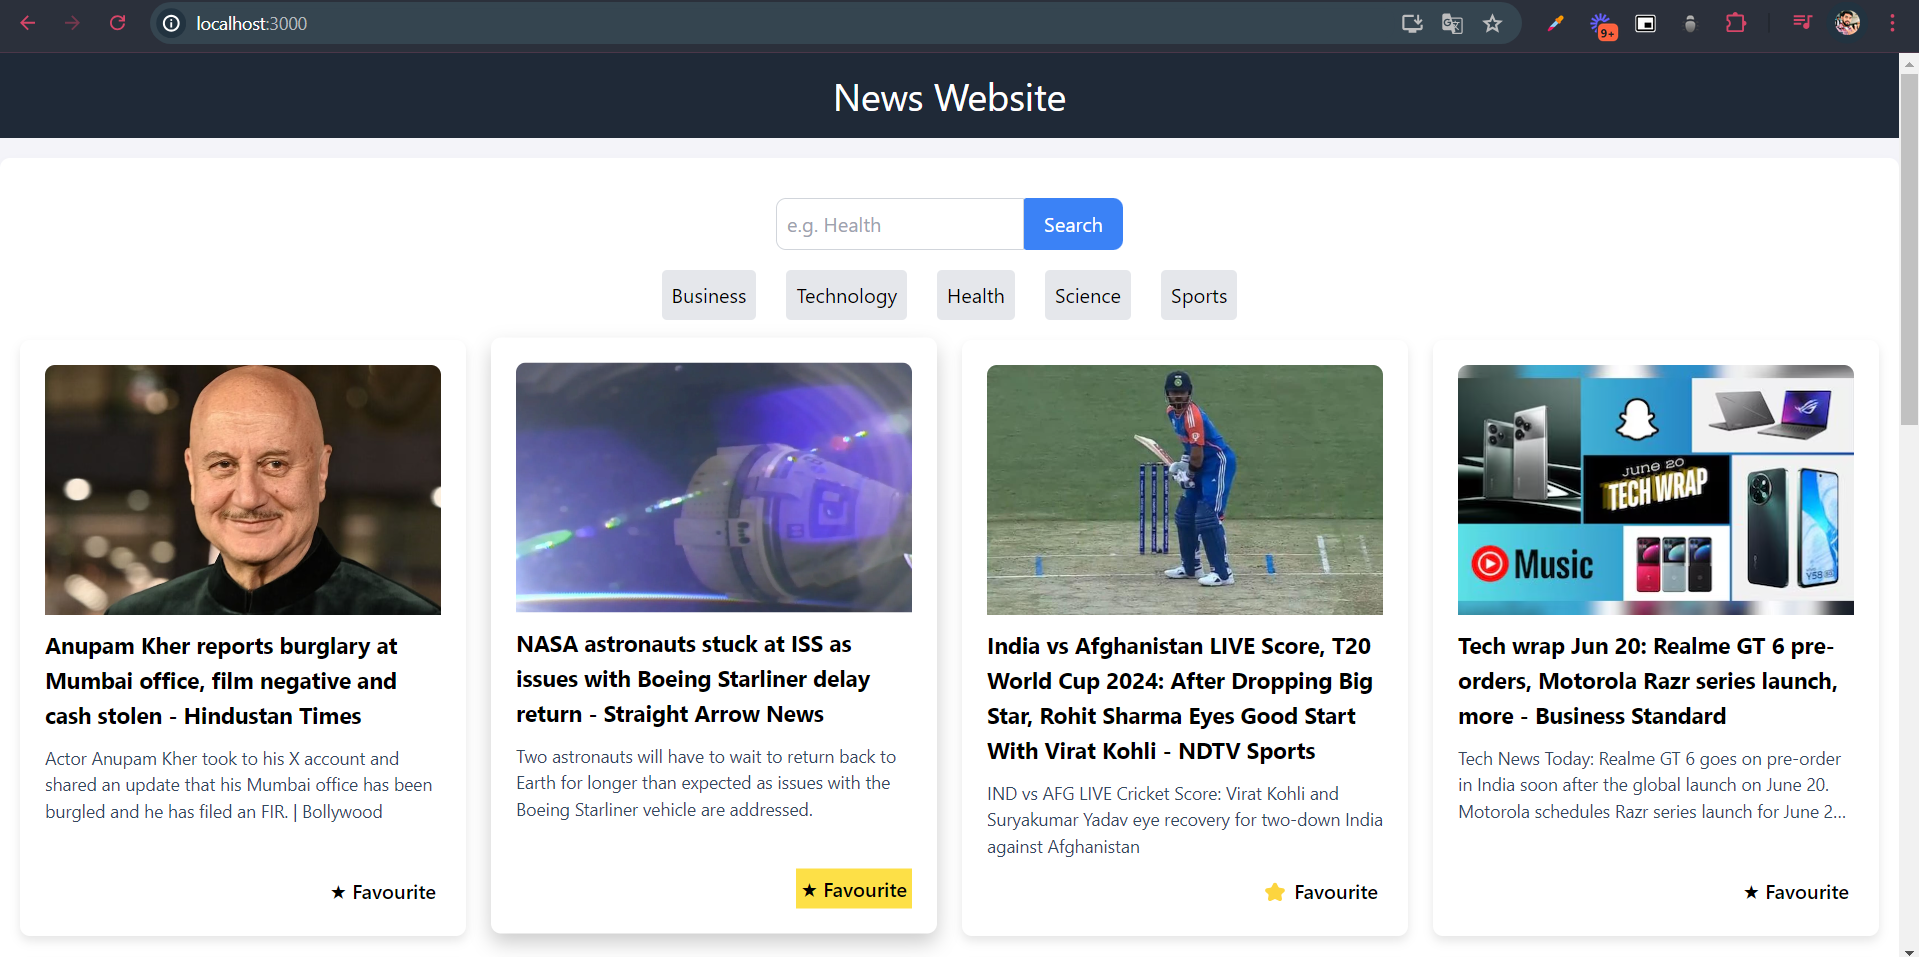 localhost:3000
9+
News Website
e.g. Health
Search
Business
Technology
Health
Science
Sports
Anupam Kher reports burglary at
Mumbai office, film negative and
cash stolen - Hindustan Times
Actor Anupam Kher took to his X account and
shared an update that his Mumbai office has been
burgled and he has filed an FIR. | Bollywood
★ Favourite
NASA astronauts stuck at ISS as
issues with Boeing Starliner delay
return - Straight Arrow News
Two astronauts will have to wait to return back to
Earth for longer than expected as issues with the
Boeing Starliner vehicle are addressed.
★ Favourite
India vs Afghanistan LIVE Score, T20
World Cup 2024: After Dropping Big
Star, Rohit Sharma Eyes Good Start
With Virat Kohli - NDTV Sports
IND vs AFG LIVE Cricket Score: Virat Kohli and
Suryakumar Yadav eye recovery for two-down India
against Afghanistan
Favourite
JUNE 20
TECH WRAP
Music
Y58
Tech wrap Jun 20: Realme GT 6 pre-
orders, Motorola Razr series launch,
more - Business Standard
Tech News Today: Realme GT 6 goes on pre-order
in India soon after the global launch on June 20.
Motorola schedules Razr series launch for June 2...
★ Favourite